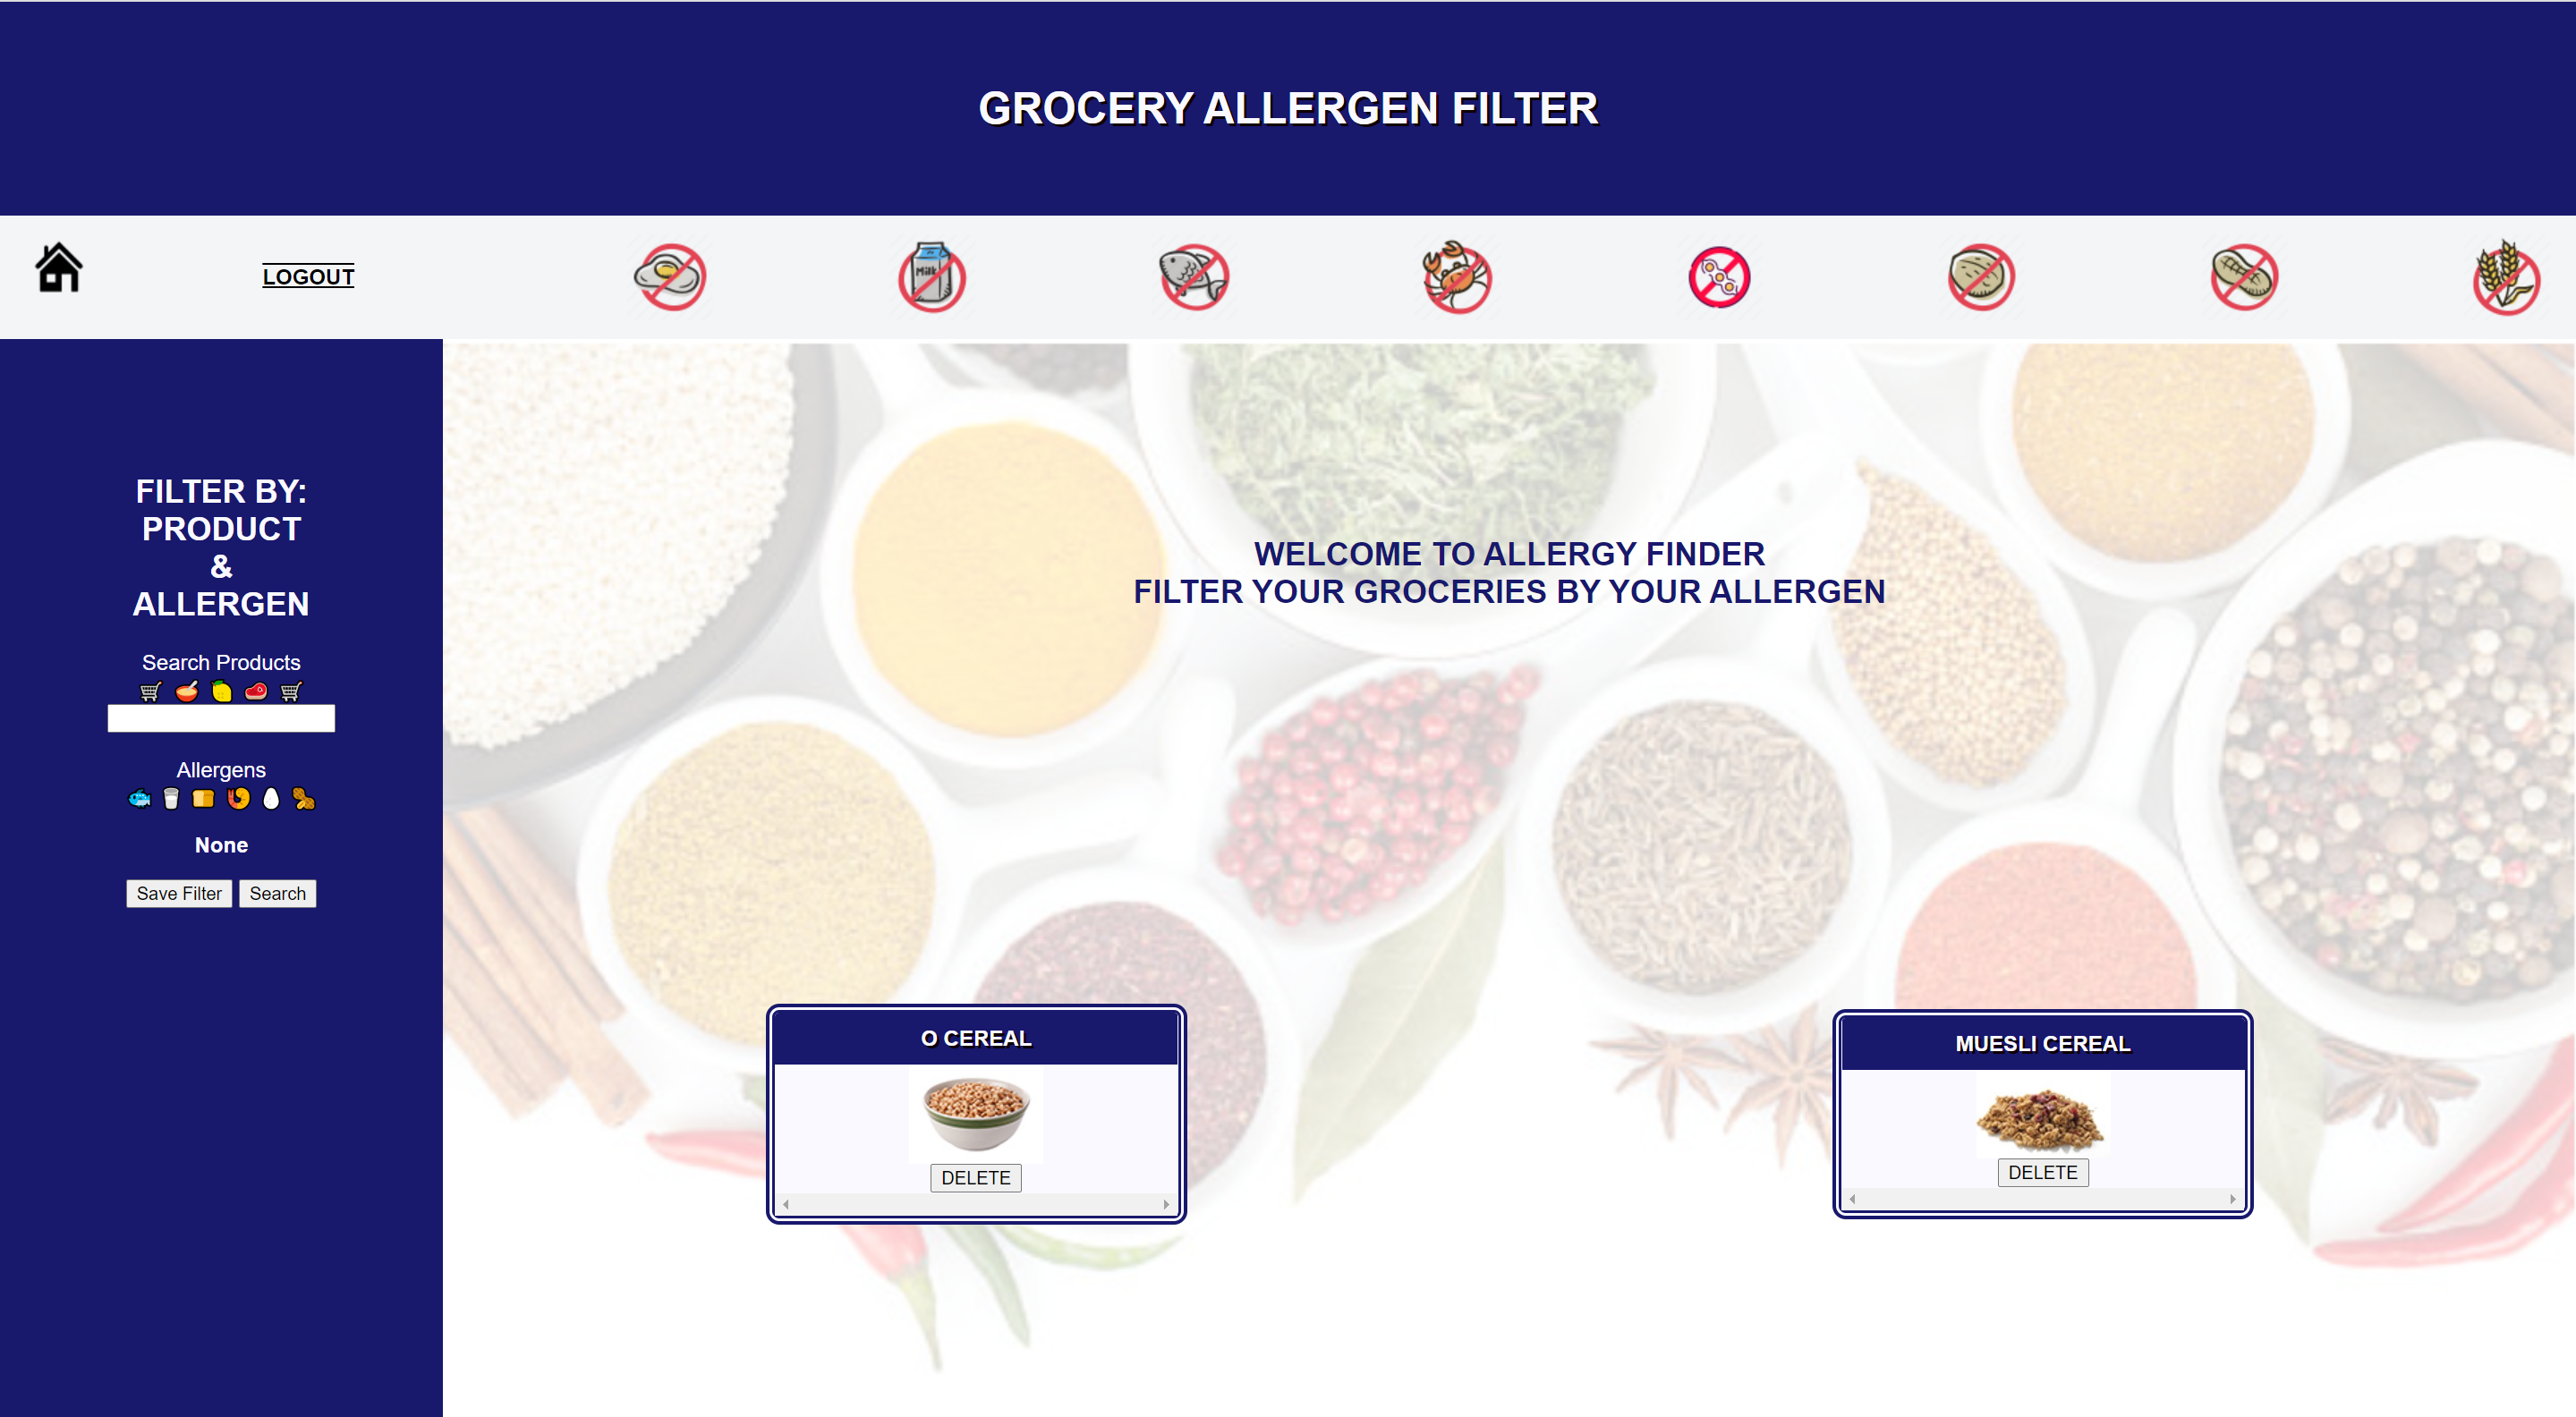 GROCERY ALLERGEN FILTER
LOGOUT
Milk
FILTER BY:
PRODUCT
&
ALLERGEN
Search Products
Allergens
None
Save Filter Search
WELCOME TO ALLERGY FINDER
FILTER YOUR GROCERIES BY YOUR ALLERGEN
O CEREAL
DELETE
MUESLI CEREAL
DELETE